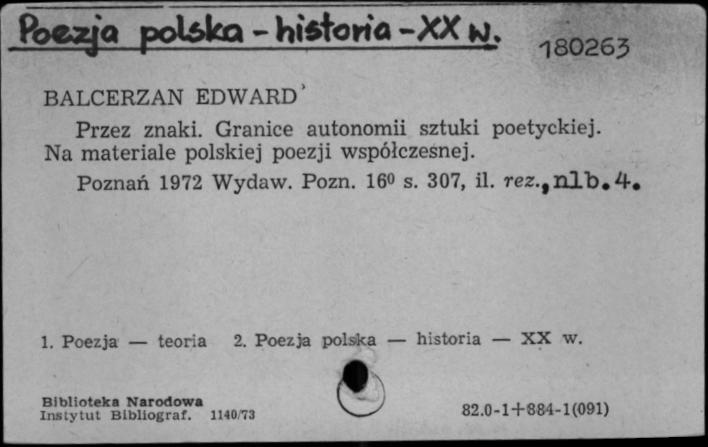 Poezja polska - historia - XX w.
180263
BALCERZAN EDWARD
Przez znaki. Granice autonomii sztuki poetyckiej.
Na materiale polskiej poezji współczesnej.
Poznań 1972 Wydaw. Pozn. 16⁰ s. 307, il. rez., nlb. 4.
1. Poezja — teoria 2. Poezja polska — historia — XX w.
Biblioteka Narodowa
Instytut Bibliograf. 1140/73
82.0-1+884-1(091)